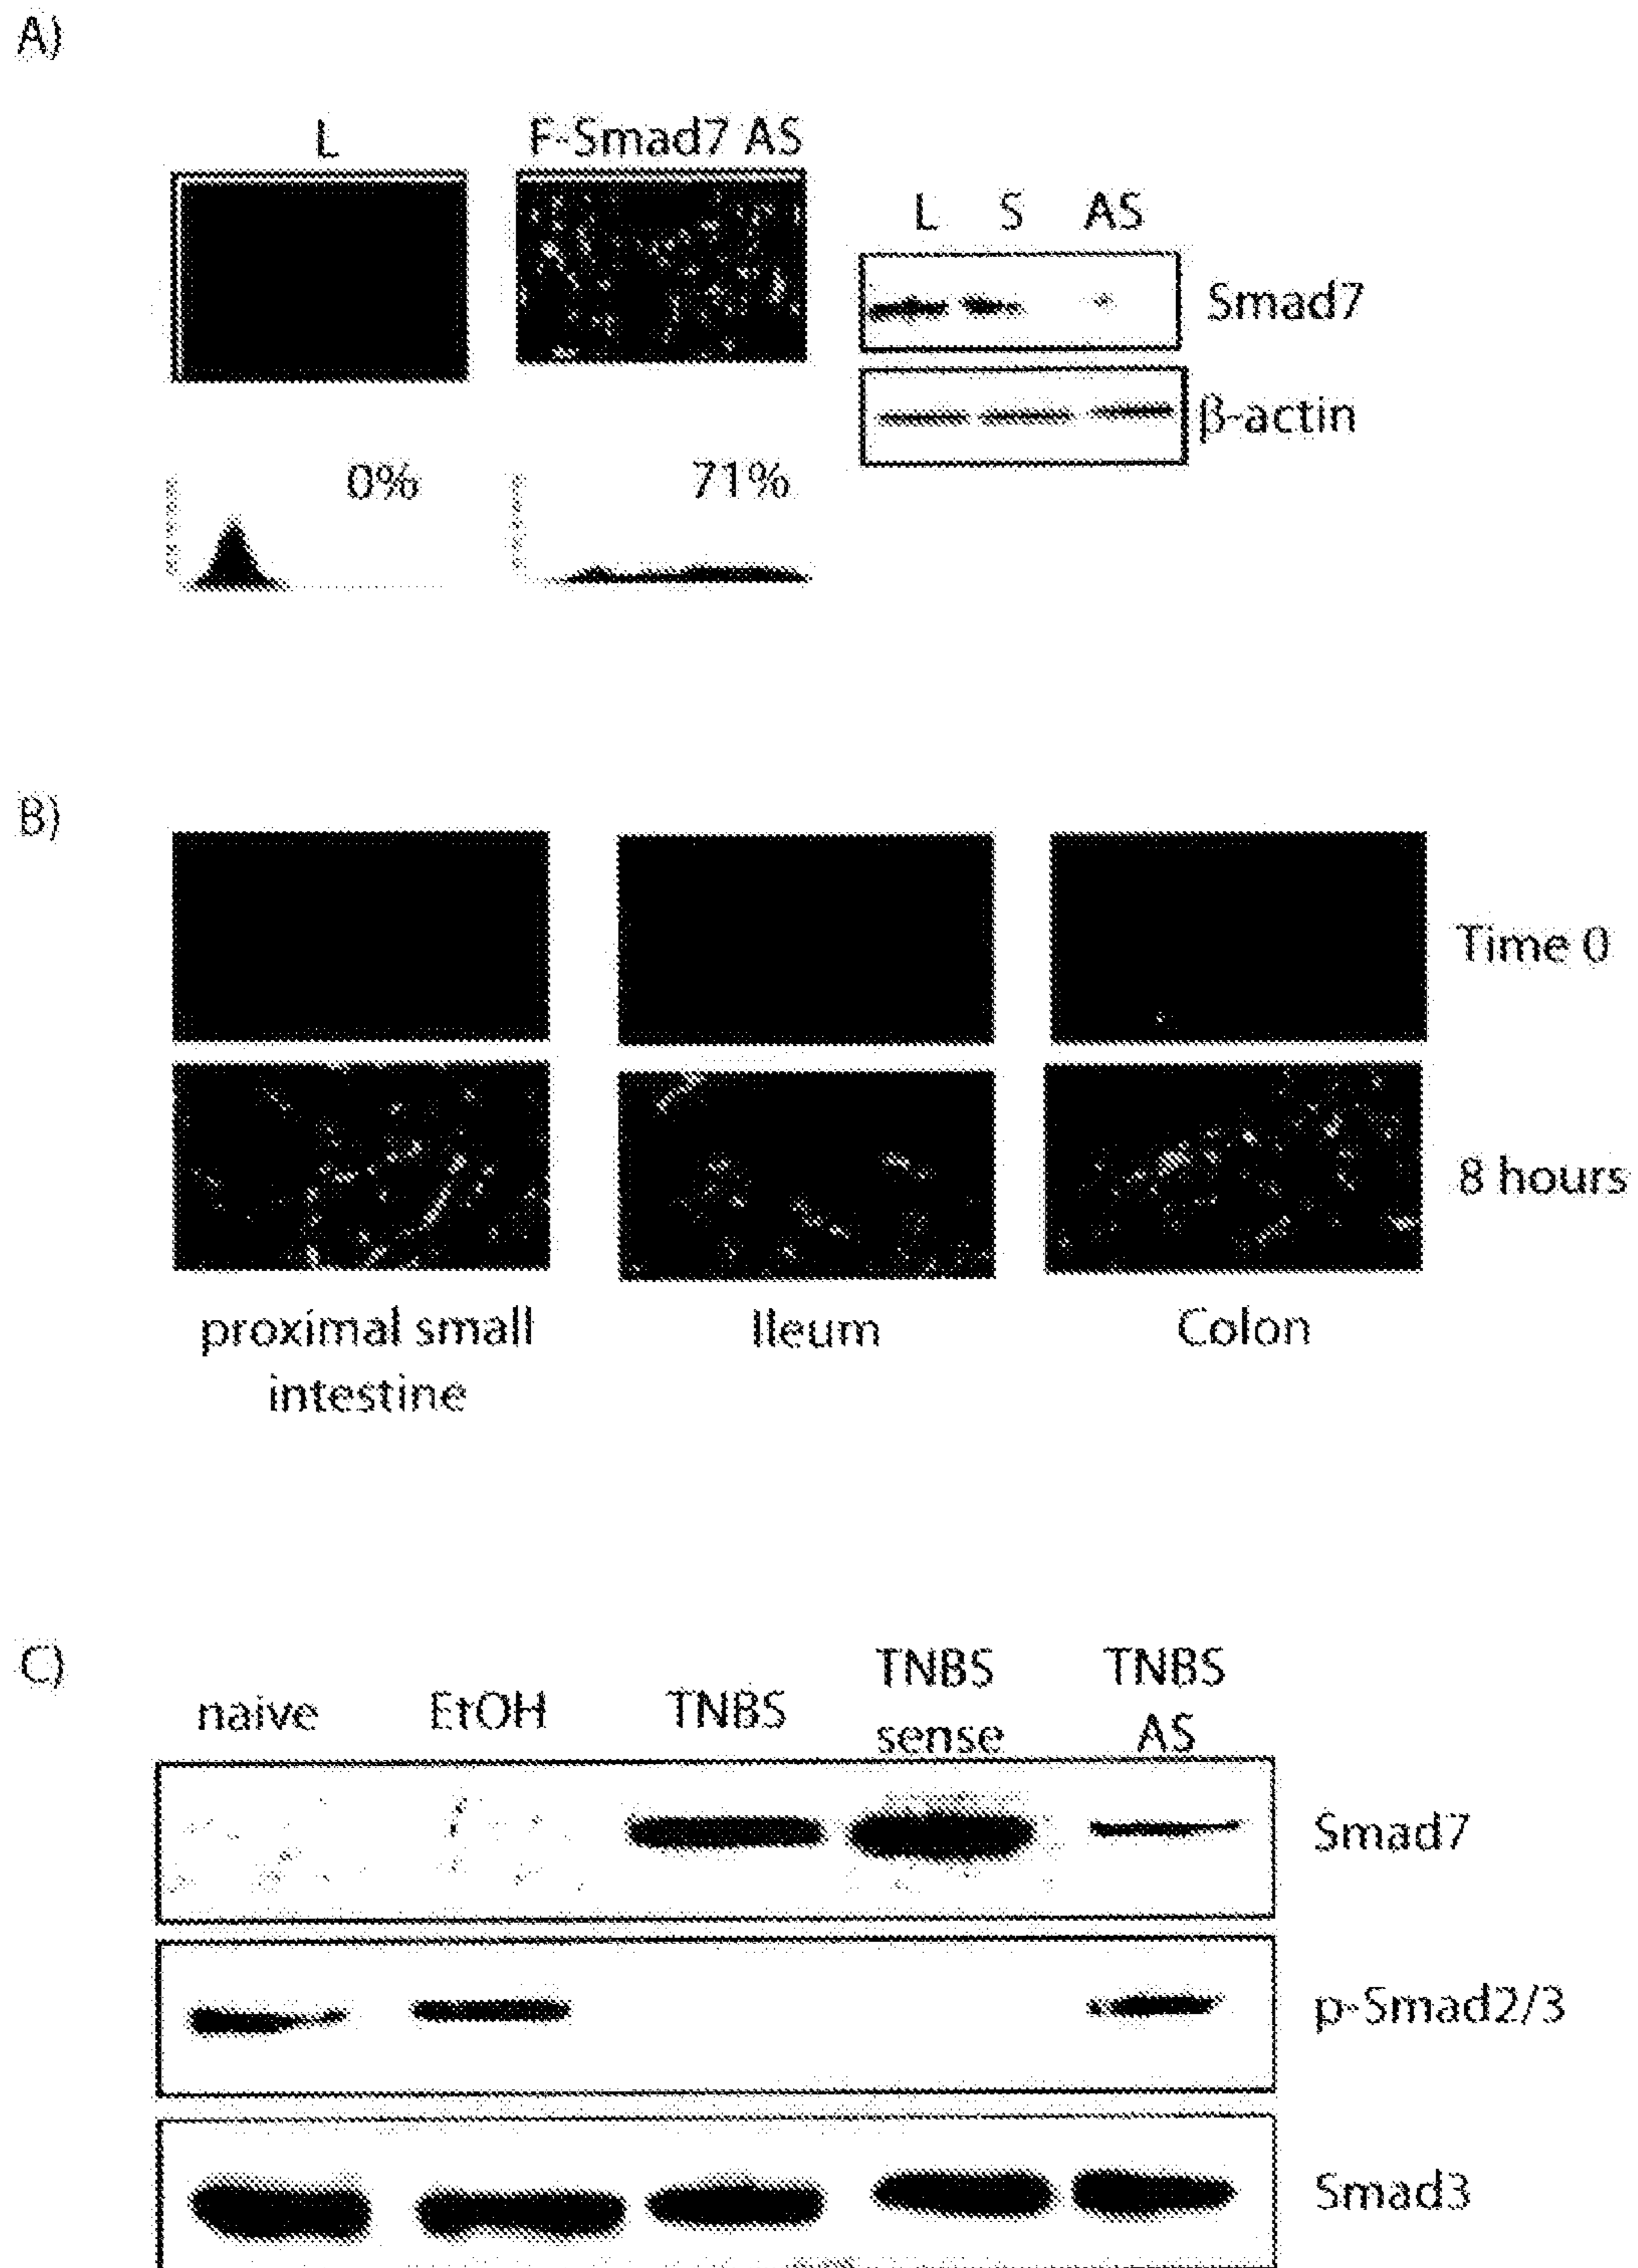 A)
L
F-Smad7 AS
L S AS
Smad7
β-actin
0%
71%
B)
Time 0
8 hours
proximal small
intestine
Ileum
Colon
C)
naive
EtOH
TNBS
TNBS
sense
TNBS
AS
Smad7
p-Smad2/3
Smad3